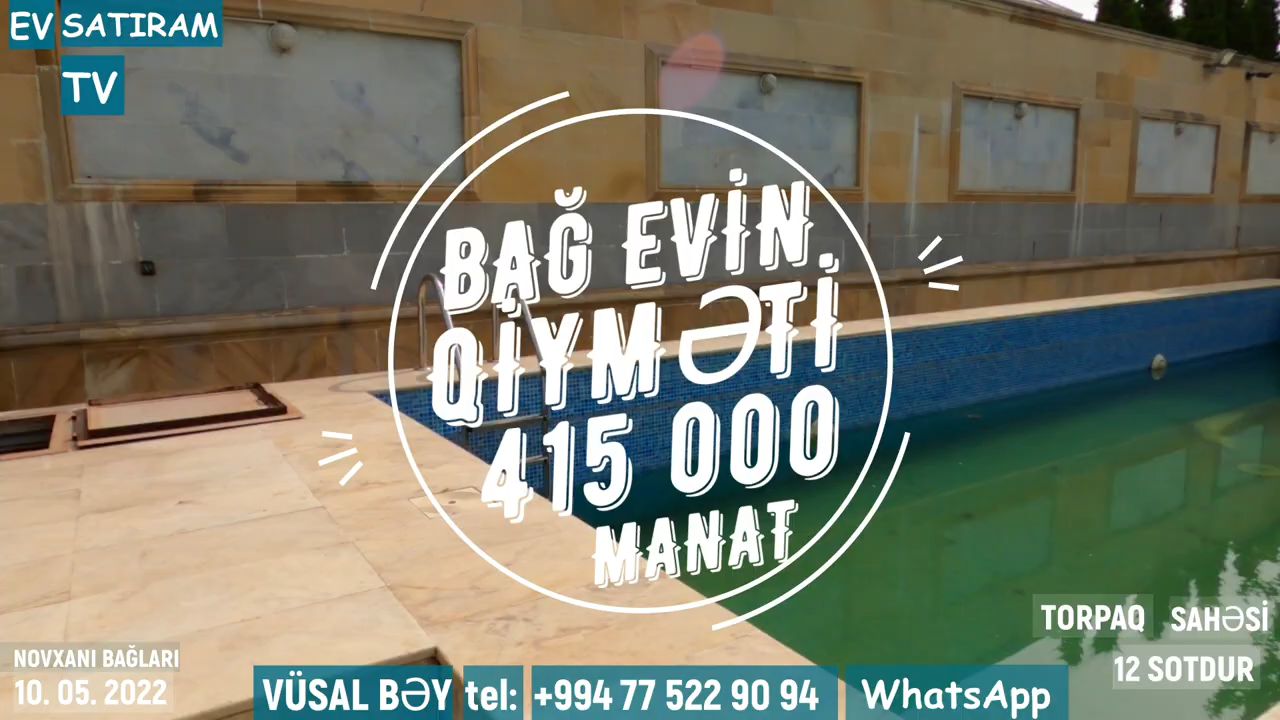 EV SATIRAM
TV
BAĞ EVİN
QİYMƏTİ
415 000
MANAT
TORPAQ SAHƏSİ
12 SOTDUR
NOVXANI BAĞLARI
10. 05. 2022
VÜSAL BƏY tel: +994 77 522 90 94 WhatsApp